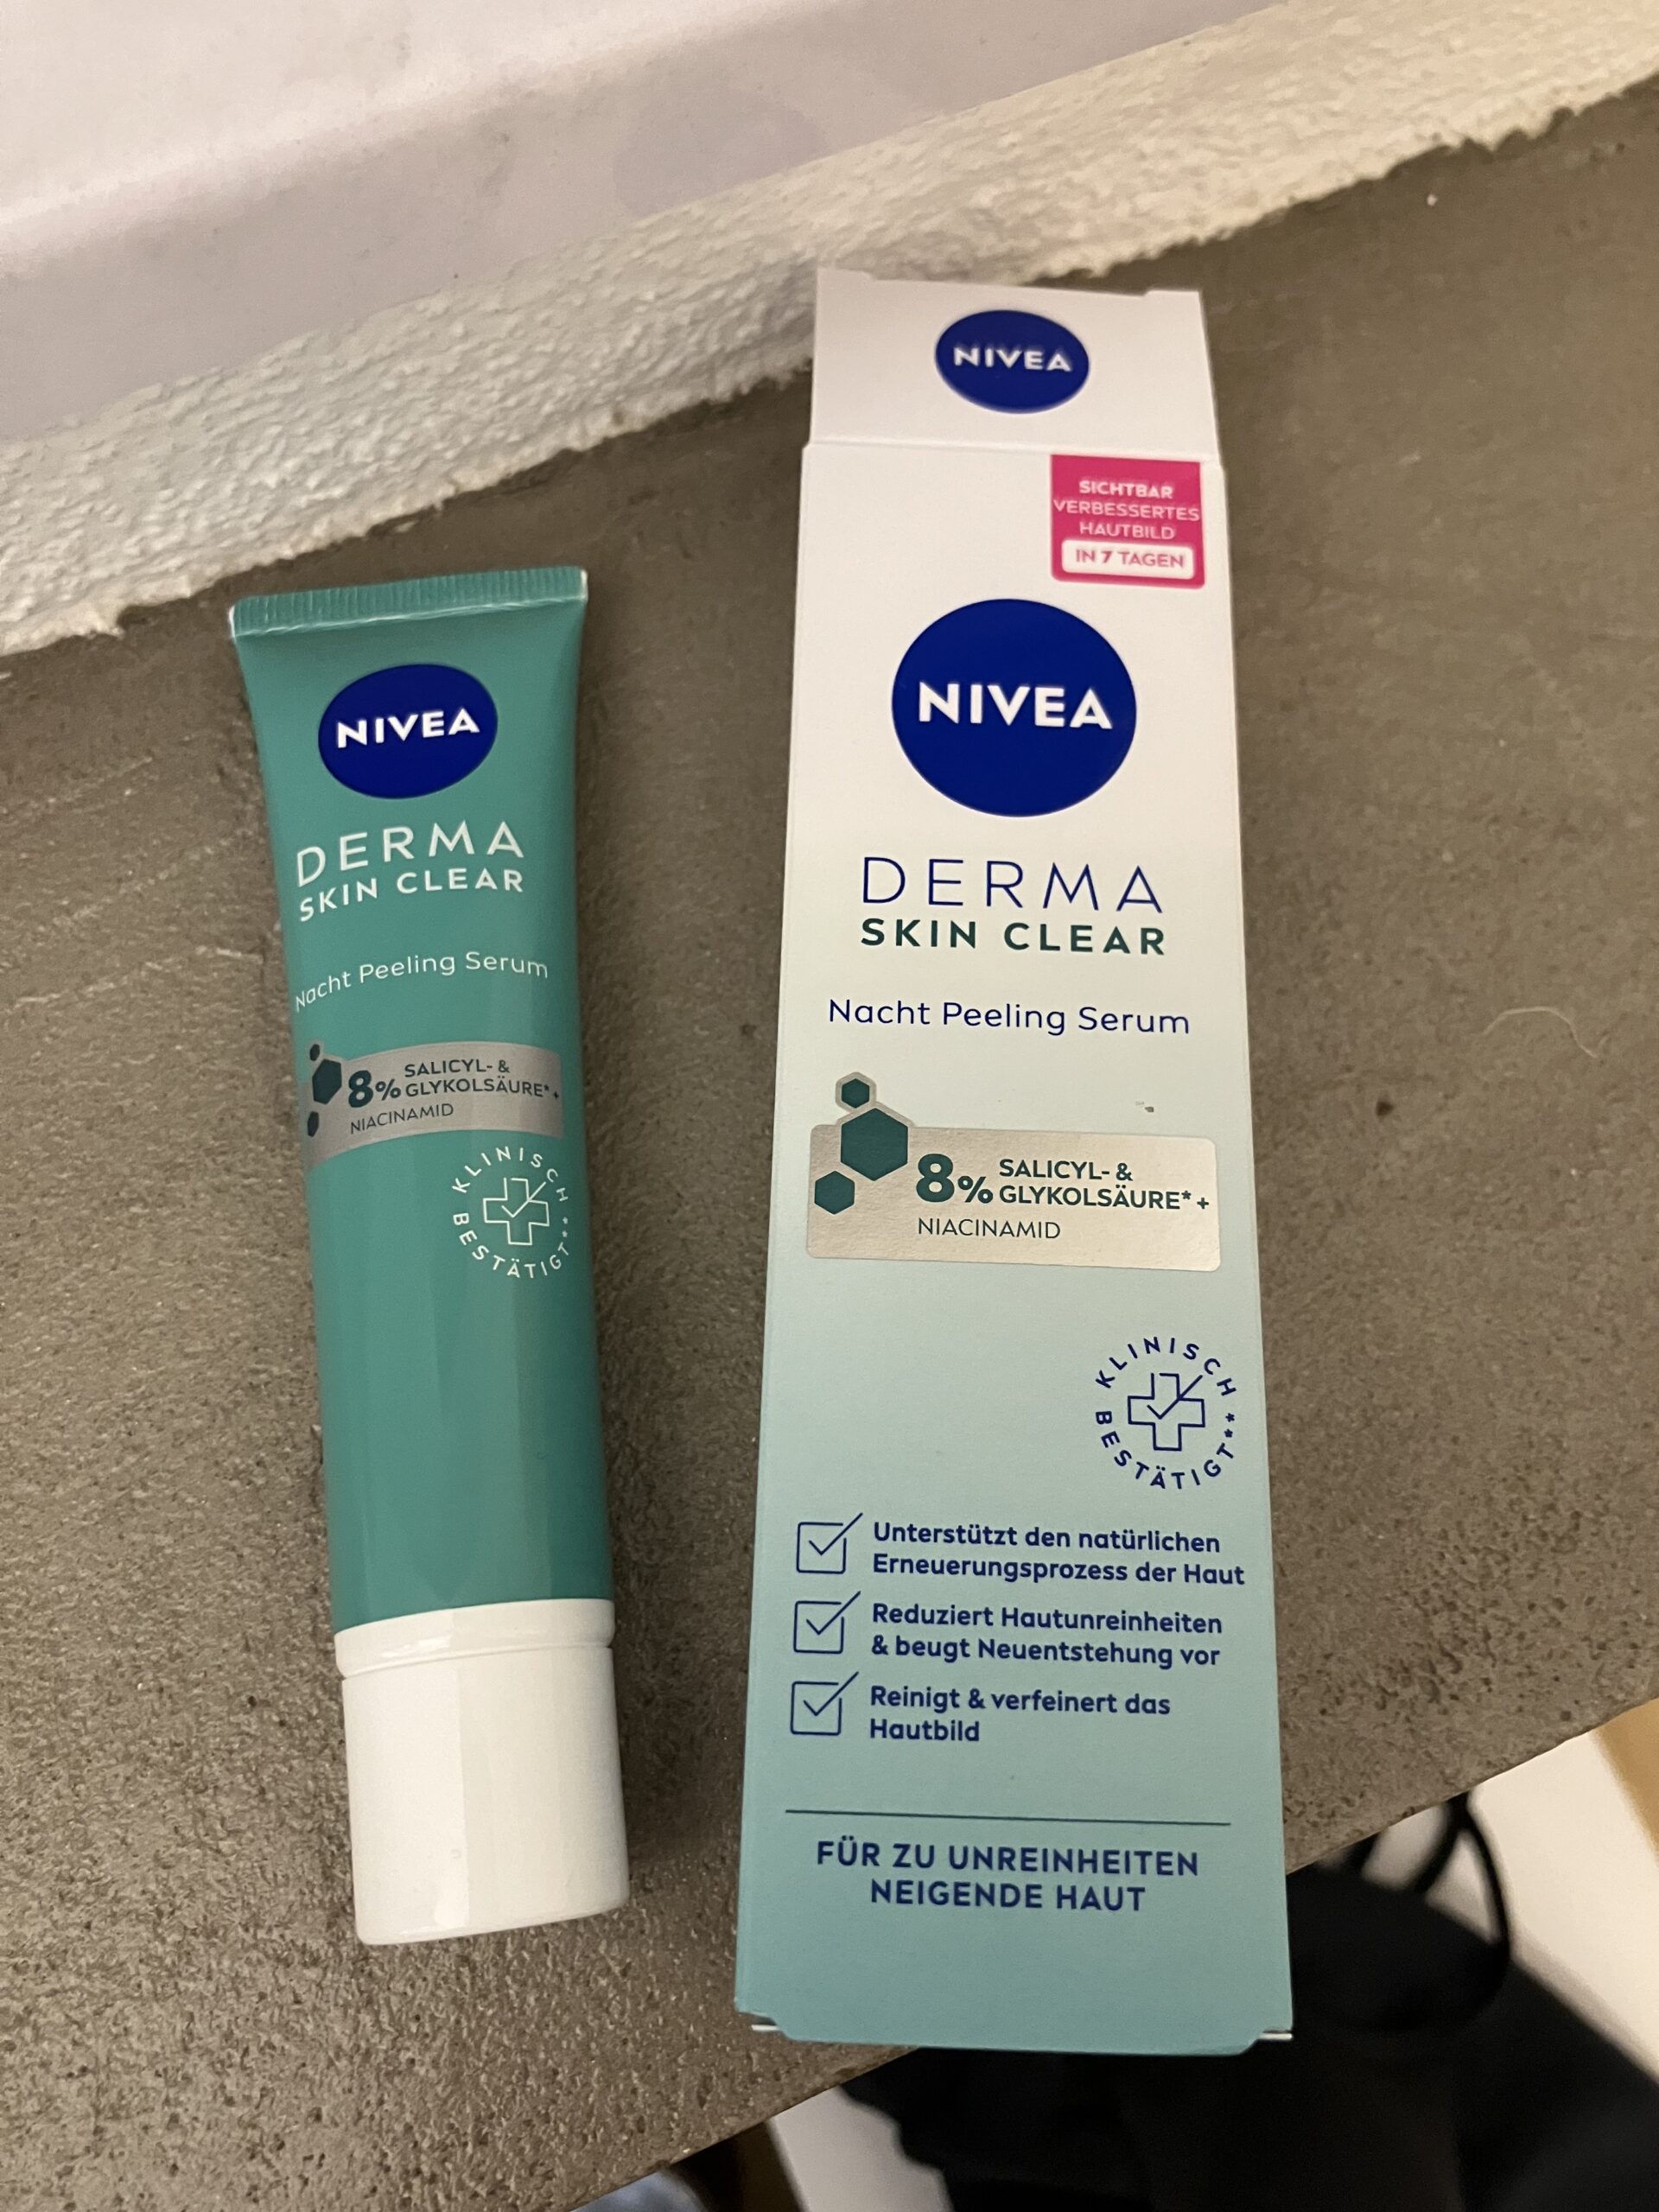 NIVEA
DERMA
SKIN CLEAR
Nacht Peeling Serum
8% SALICYL- &
GLYKOLSÄURE* +
NIACINAMID
KLINISCH
BESTÄTIGT**
NIVEA
SICHTBAR
VERBESSERTES
HAUTBILD
IN 7 TAGEN
NIVEA
DERMA
SKIN CLEAR
Nacht Peeling Serum
8% SALICYL- &
GLYKOLSÄURE* +
NIACINAMID
KLINISCH
BESTÄTIGT**
Unterstützt den natürlichen
Erneuerungsprozess der Haut
Reduziert Hautunreinheiten
& beugt Neuentstehung vor
Reinigt & verfeinert das
Hautbild
FÜR ZU UNREINHEITEN
NEIGENDE HAUT